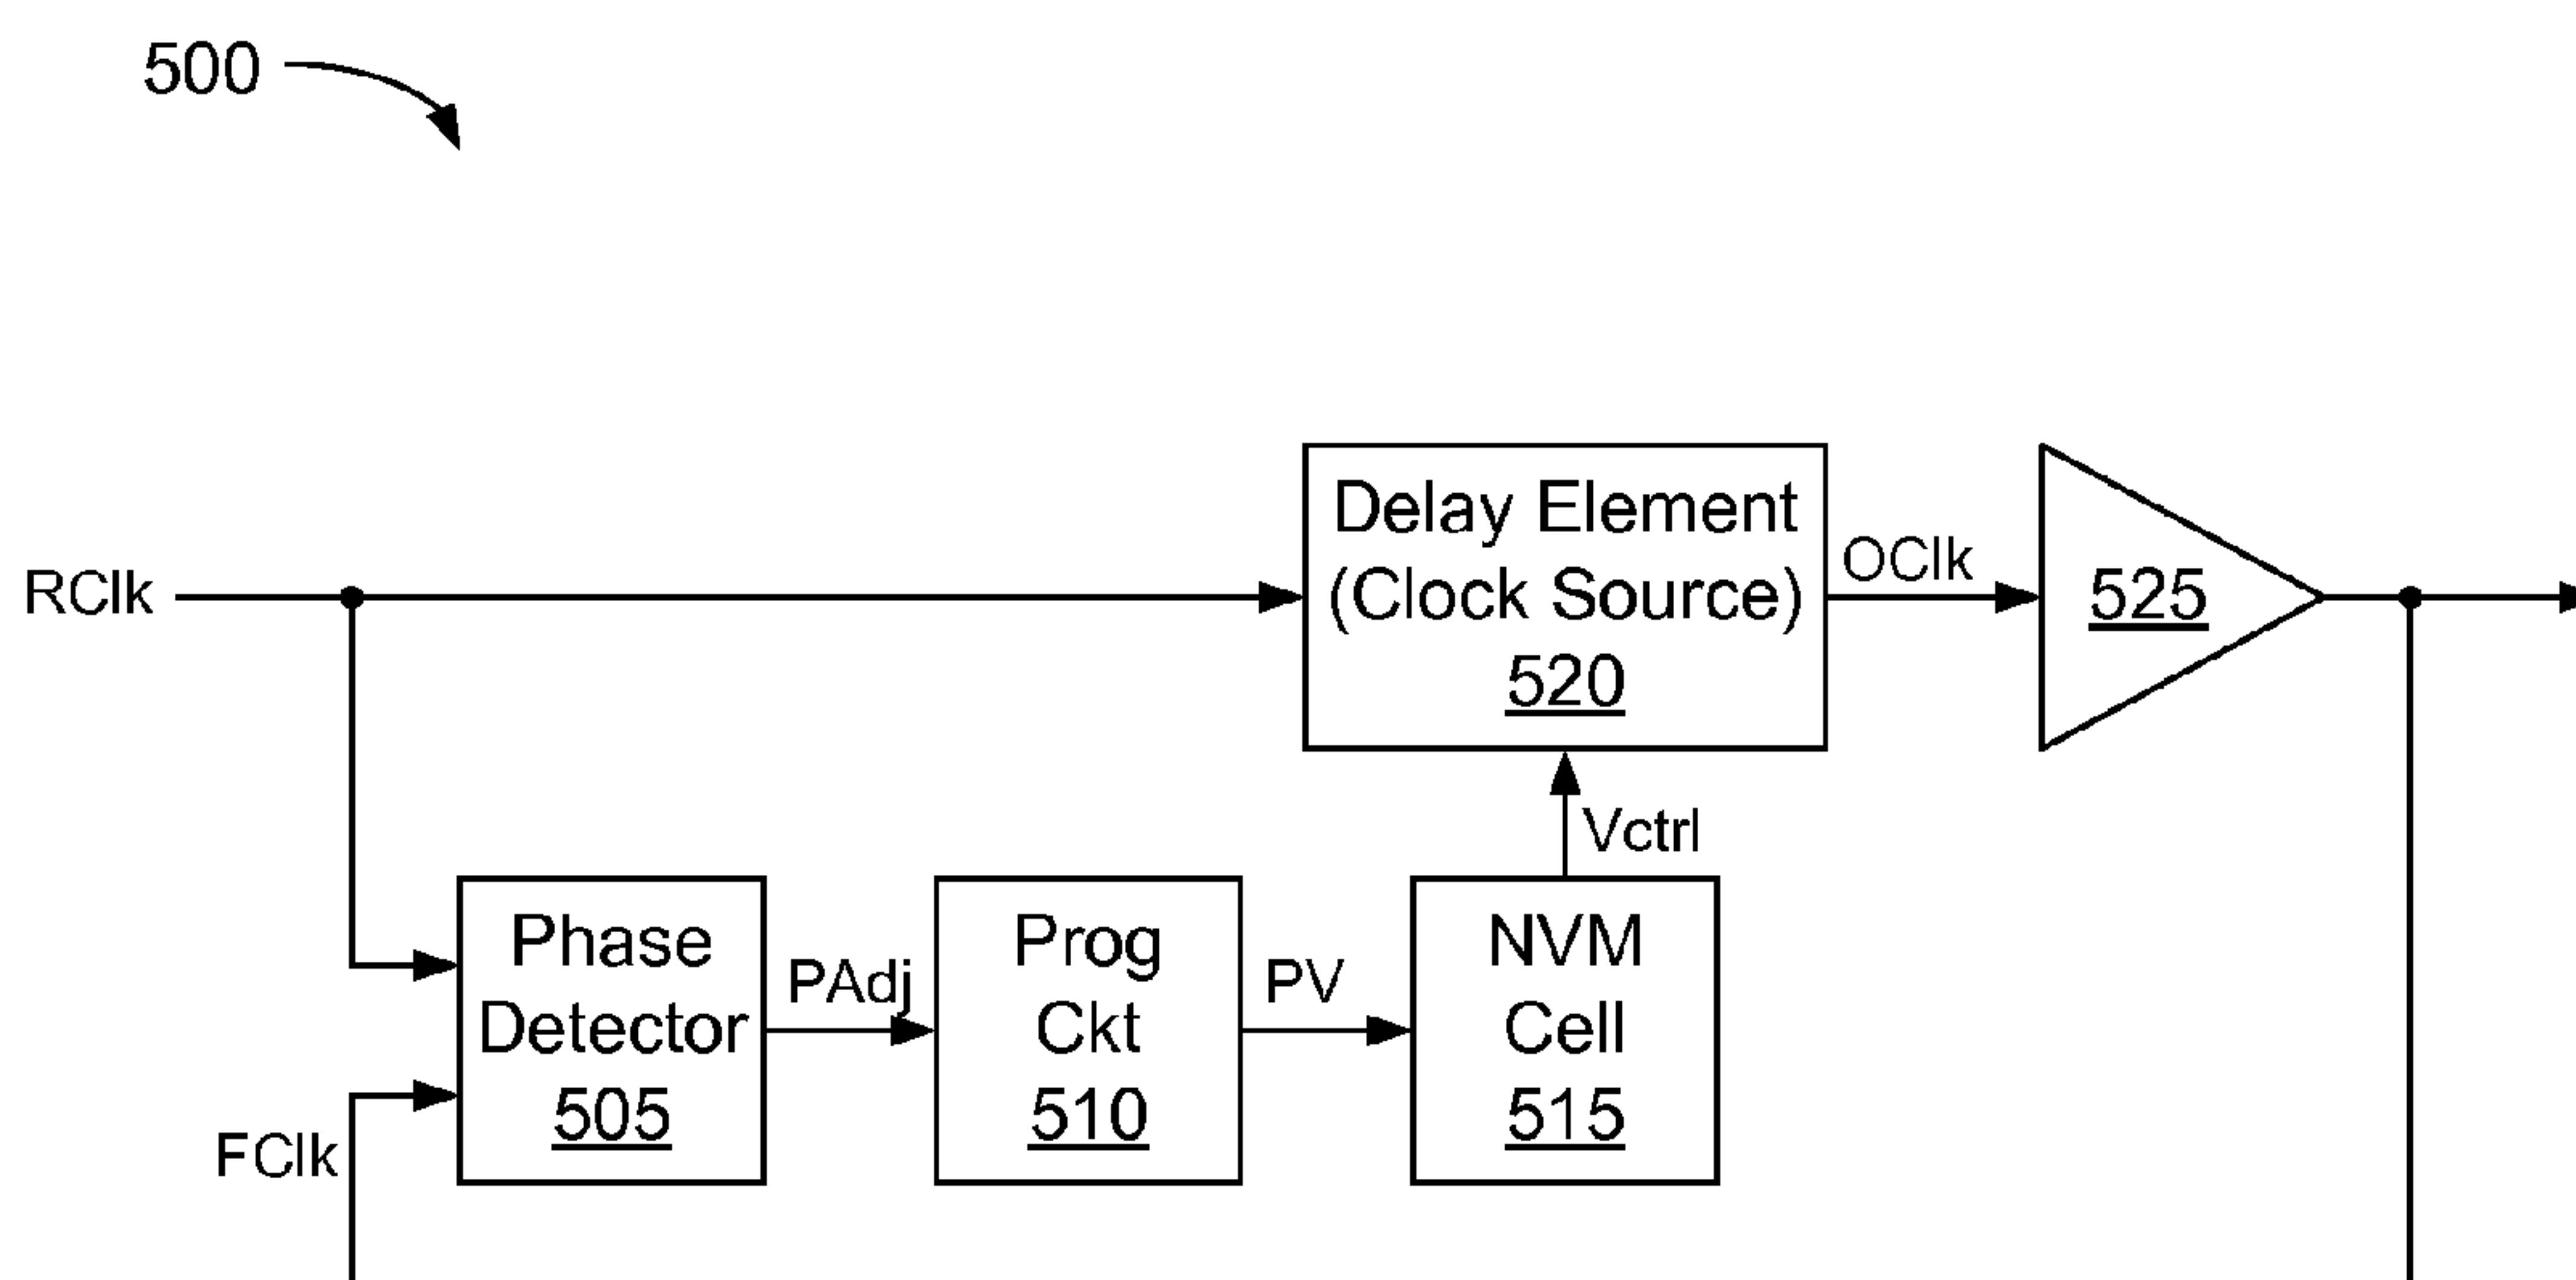 500
RClk
Delay Element
(Clock Source)
520
OClk
525
Vctrl
Phase
Detector
505
PAdj
Prog
Ckt
510
PV
NVM
Cell
515
FClk